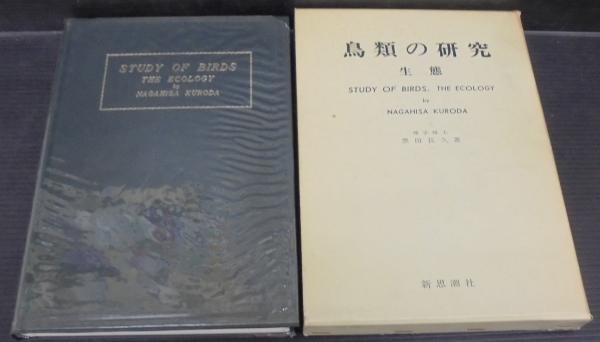 STUDY OF BIRDS
THE ECOLOGY
by
NAGAHISA KURODA
鳥類の研究
生態
STUDY OF BIRDS, THE ECOLOGY
by
NAGAHISA KURODA
理学博士
黒田長久著
新思潮社